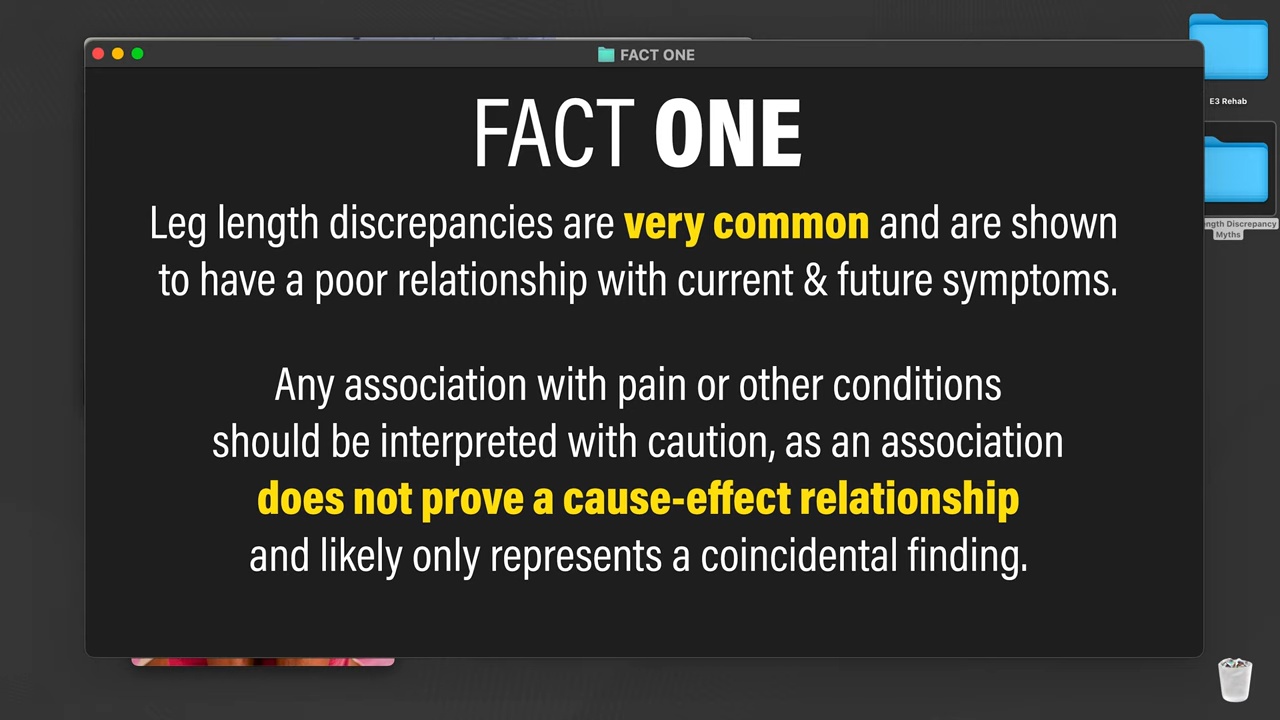 FACT ONE
E3 Rehab
FACT ONE
Leg length discrepancies are very common and are shown
to have a poor relationship with current & future symptoms.
Discrepancy
Myths
Any association with pain or other conditions
should be interpreted with caution, as an association
does not prove a cause-effect relationship
and likely only represents a coincidental finding.